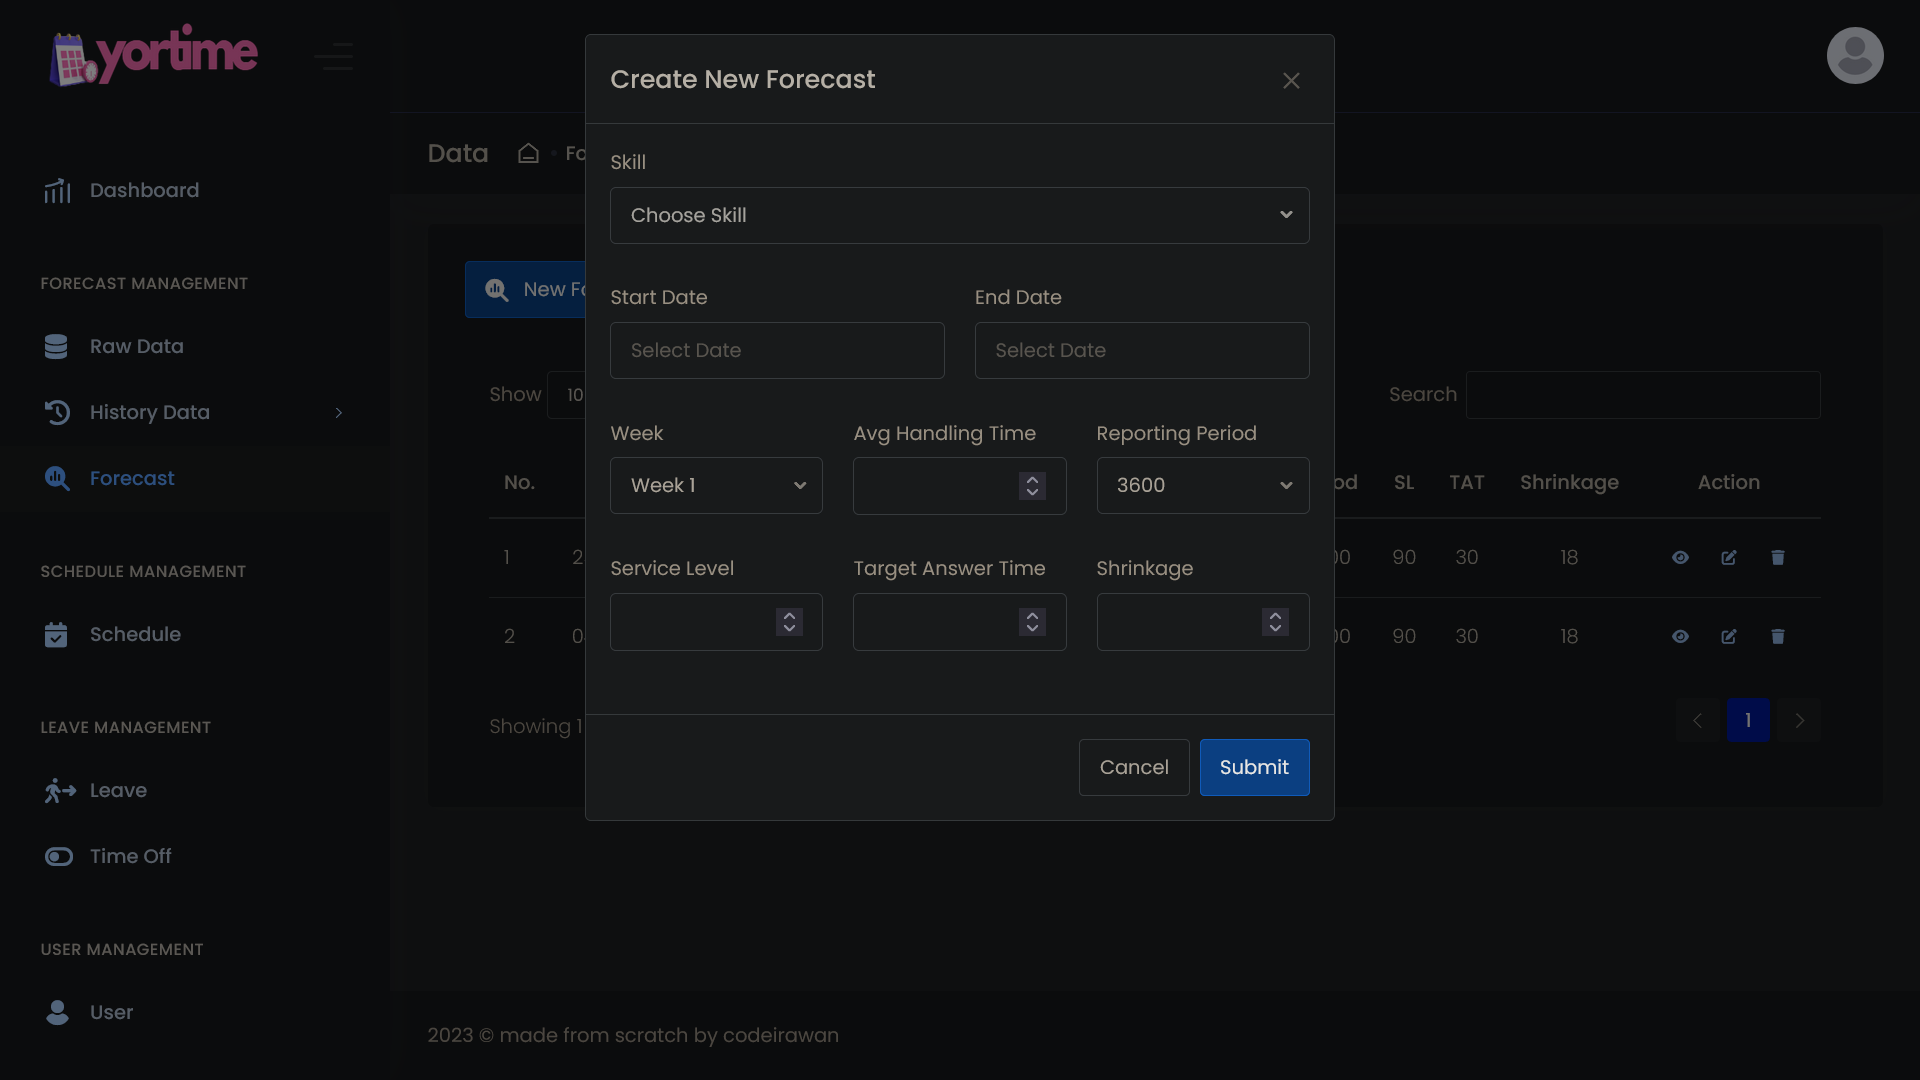 yortime
Create New Forecast
Data
Fo
Skill
Dashboard
Choose Skill
FORECAST MANAGEMENT
New Fo
Start Date
End Date
Raw Data
Select Date
Select Date
History Data
Show 10
Search
Week
Avg Handling Time
Reporting Period
Forecast
No.
Week 1
3600
od
SL
TAT
Shrinkage
Action
1
2
00
90
30
18
SCHEDULE MANAGEMENT
Service Level
Target Answer Time
Shrinkage
Schedule
2
0
00
90
30
18
LEAVE MANAGEMENT
Showing 1
1
Leave
Cancel
Submit
Time Off
USER MANAGEMENT
User
2023 © made from scratch by codeirawan